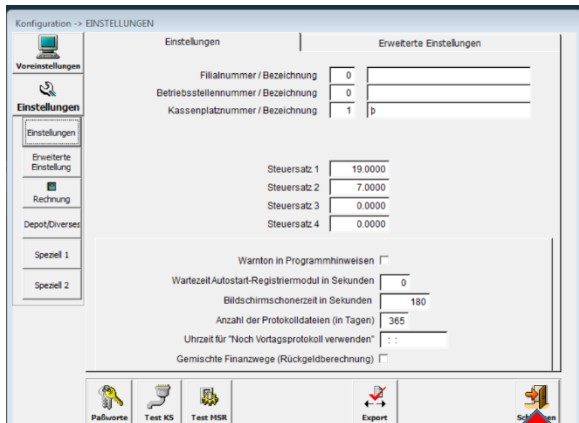 Konfiguration -> EINSTELLUNGEN
Voreinstellungen
Einstellungen
Einstellungen
Erweiterte
Einstellung
Rechnung
Depot/Diverses
Speziell 1
Speziell 2
Einstellungen
Erweiterte Einstellungen
Filialnummer / Bezeichnung 0
Betriebsstellennummer / Bezeichnung 0
Kassenplatznummer / Bezeichnung 1 þ
Steuersatz 1 19.0000
Steuersatz 2 7.0000
Steuersatz 3 0.0000
Steuersatz 4 0.0000
Warnton in Programmhinweisen
Wartezeit Autostart-Registriermodul in Sekunden 0
Bildschirmschonerzeit in Sekunden 180
Anzahl der Protokolldateien (in Tagen) 365
Uhrzeit für "Noch Vortagsprotokoll verwenden" : :
Gemischte Finanzwege (Rückgeldberechnung)
Paßworte
Test KS
Test MSR
Export